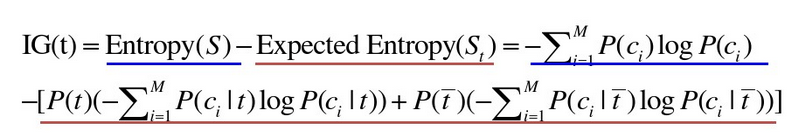 IG(t) = Entropy(S) – Expected Entropy(S_t) = –∑_{i=1}^{M} P(c_i) log P(c_i)
–[P(t)(–∑_{i=1}^{M} P(c_i | t) log P(c_i | t)) + P(t̅)(–∑_{i=1}^{M} P(c_i | t̅) log P(c_i | t̅))]